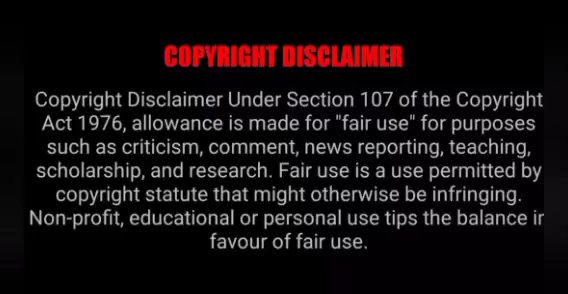 COPYRIGHT DISCLAIMER
Copyright Disclaimer Under Section 107 of the Copyright
Act 1976, allowance is made for "fair use" for purposes
such as criticism, comment, news reporting, teaching,
scholarship, and research. Fair use is a use permitted by
copyright statute that might otherwise be infringing.
Non-profit, educational or personal use tips the balance in
favour of fair use.